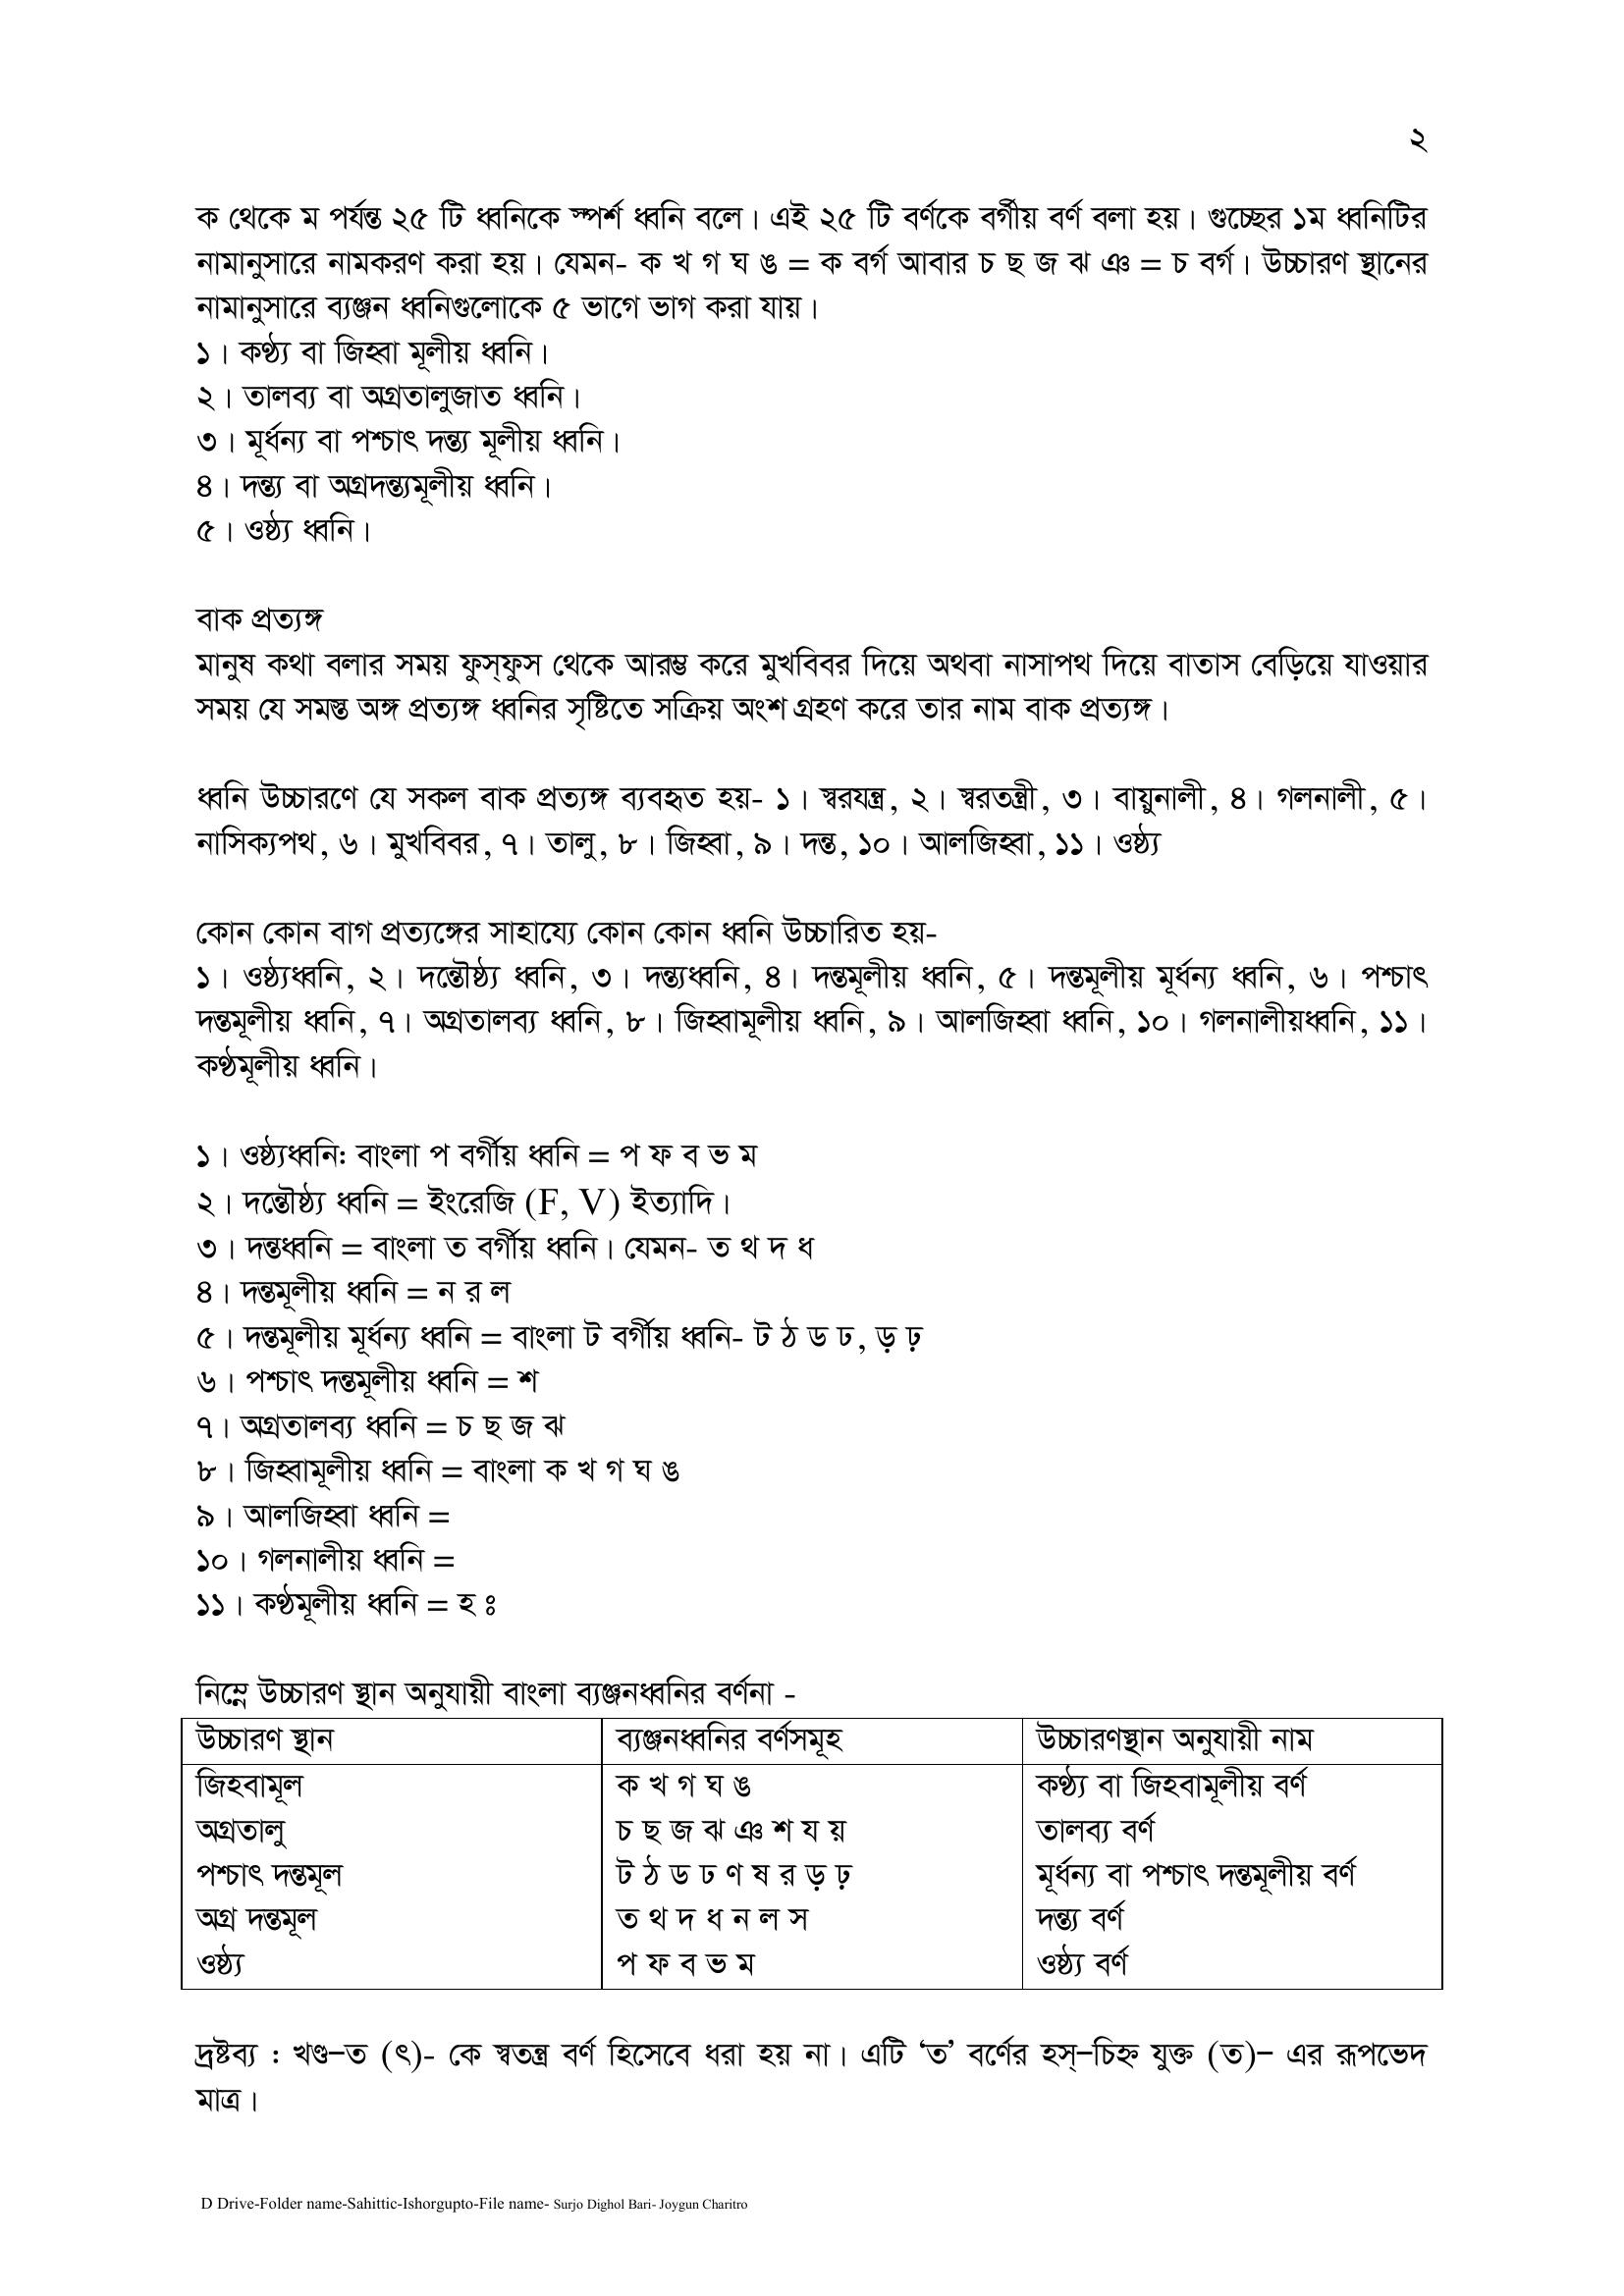 ২
ক থেকে ম পর্যন্ত ২৫ টি ধ্বনিকে স্পর্শ ধ্বনি বলে। এই ২৫ টি বর্ণকে বর্গীয় বর্ণ বলা হয়। গুচ্ছের ১ম ধ্বনিটির
নামানুসারে নামকরণ করা হয়। যেমন- ক খ গ ঘ ঙ = ক বর্গ আবার চ ছ জ ঝ ঞ = চ বর্গ। উচ্চারণ স্থানের
নামানুসারে ব্যঞ্জন ধ্বনিগুলোকে ৫ ভাগে ভাগ করা যায়।
১। কণ্ঠ্য বা জিহ্বা মূলীয় ধ্বনি।
২। তালব্য বা অগ্রতালুজাত ধ্বনি।
৩। মূর্ধন্য বা পশ্চাৎ দন্ত্য মূলীয় ধ্বনি।
৪। দন্ত্য বা অগ্রদন্ত্যমূলীয় ধ্বনি।
৫। ওষ্ঠ্য ধ্বনি।
বাক প্রত্যঙ্গ
মানুষ কথা বলার সময় ফুস্‌ফুস থেকে আরম্ভ করে মুখবিবর দিয়ে অথবা নাসাপথ দিয়ে বাতাস বেড়িয়ে যাওয়ার
সময় যে সমস্ত অঙ্গ প্রত্যঙ্গ ধ্বনির সৃষ্টিতে সক্রিয় অংশ গ্রহণ করে তার নাম বাক প্রত্যঙ্গ।
ধ্বনি উচ্চারণে যে সকল বাক প্রত্যঙ্গ ব্যবহৃত হয়- ১। স্বরযন্ত্র, ২। স্বরতন্ত্রী, ৩। বায়ুনালী, ৪। গলনালী, ৫।
নাসিক্যপথ, ৬। মুখবিবর, ৭। তালু, ৮। জিহ্বা, ৯। দন্ত, ১০। আলজিহ্বা, ১১। ওষ্ঠ্য
কোন কোন বাগ প্রত্যঙ্গের সাহায্যে কোন কোন ধ্বনি উচ্চারিত হয়-
১। ওষ্ঠ্যধ্বনি, ২। দন্তৌষ্ঠ্য ধ্বনি, ৩। দন্ত্যধ্বনি, ৪। দন্তমূলীয় ধ্বনি, ৫। দন্তমূলীয় মূর্ধন্য ধ্বনি, ৬। পশ্চাৎ
দন্তমূলীয় ধ্বনি, ৭। অগ্রতালব্য ধ্বনি, ৮। জিহ্বামূলীয় ধ্বনি, ৯। আলজিহ্বা ধ্বনি, ১০। গলনালীয়ধ্বনি, ১১।
কণ্ঠমূলীয় ধ্বনি।
১। ওষ্ঠ্যধ্বনিঃ বাংলা প বর্গীয় ধ্বনি = প ফ ব ভ ম
২। দন্তৌষ্ঠ্য ধ্বনি = ইংরেজি (F, V) ইত্যাদি।
৩। দন্তধ্বনি = বাংলা ত বর্গীয় ধ্বনি। যেমন- ত থ দ ধ
৪। দন্তমূলীয় ধ্বনি = ন র ল
৫। দন্তমূলীয় মূর্ধন্য ধ্বনি = বাংলা ট বর্গীয় ধ্বনি- ট ঠ ড ঢ, ড় ঢ়
৬। পশ্চাৎ দন্তমূলীয় ধ্বনি = শ
৭। অগ্রতালব্য ধ্বনি = চ ছ জ ঝ
৮। জিহ্বামূলীয় ধ্বনি = বাংলা ক খ গ ঘ ঙ
৯। আলজিহ্বা ধ্বনি =
১০। গলনালীয় ধ্বনি =
১১। কণ্ঠমূলীয় ধ্বনি = হ ঃ
নিম্নে উচ্চারণ স্থান অনুযায়ী বাংলা ব্যঞ্জনধ্বনির বর্ণনা -
উচ্চারণ স্থান ব্যঞ্জনধ্বনির বর্ণসমূহ উচ্চারণস্থান অনুযায়ী নাম
জিহবামূল ক খ গ ঘ ঙ কণ্ঠ্য বা জিহবামূলীয় বর্ণ
অগ্রতালু চ ছ জ ঝ ঞ শ য য় তালব্য বর্ণ
পশ্চাৎ দন্তমূল ট ঠ ড ঢ ণ ষ র ড় ঢ় মূর্ধন্য বা পশ্চাৎ দন্তমূলীয় বর্ণ
অগ্র দন্তমূল ত থ দ ধ ন ল স দন্ত্য বর্ণ
ওষ্ঠ্য প ফ ব ভ ম ওষ্ঠ্য বর্ণ
দ্রষ্টব্য : খণ্ড–ত (ৎ)- কে স্বতন্ত্র বর্ণ হিসেবে ধরা হয় না। এটি ‘ত’ বর্ণের হস্–চিহ্ন যুক্ত (ত)– এর রূপভেদ
মাত্র।
D Drive-Folder name-Sahittic-Ishorgupto-File name- Surjo Dighol Bari- Joygun Charitro